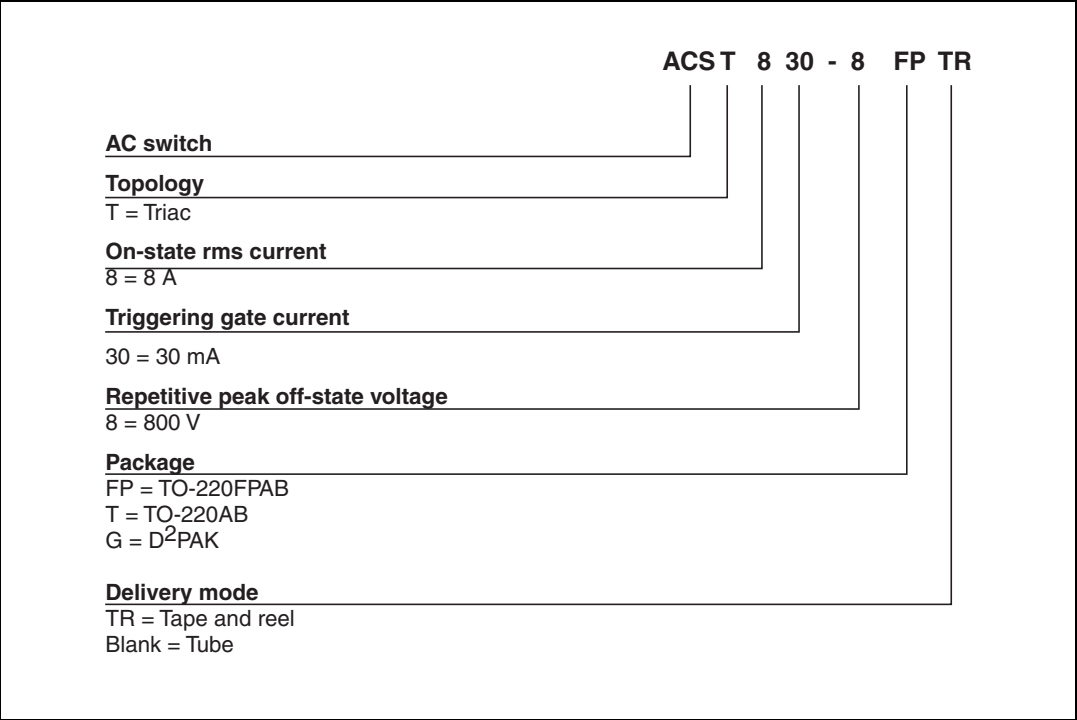 ACS T 8 30 - 8 FP TR
AC switch
Topology
T = Triac
On-state rms current
8 = 8 A
Triggering gate current
30 = 30 mA
Repetitive peak off-state voltage
8 = 800 V
Package
FP = TO-220FPAB
T = TO-220AB
G = D²PAK
Delivery mode
TR = Tape and reel
Blank = Tube